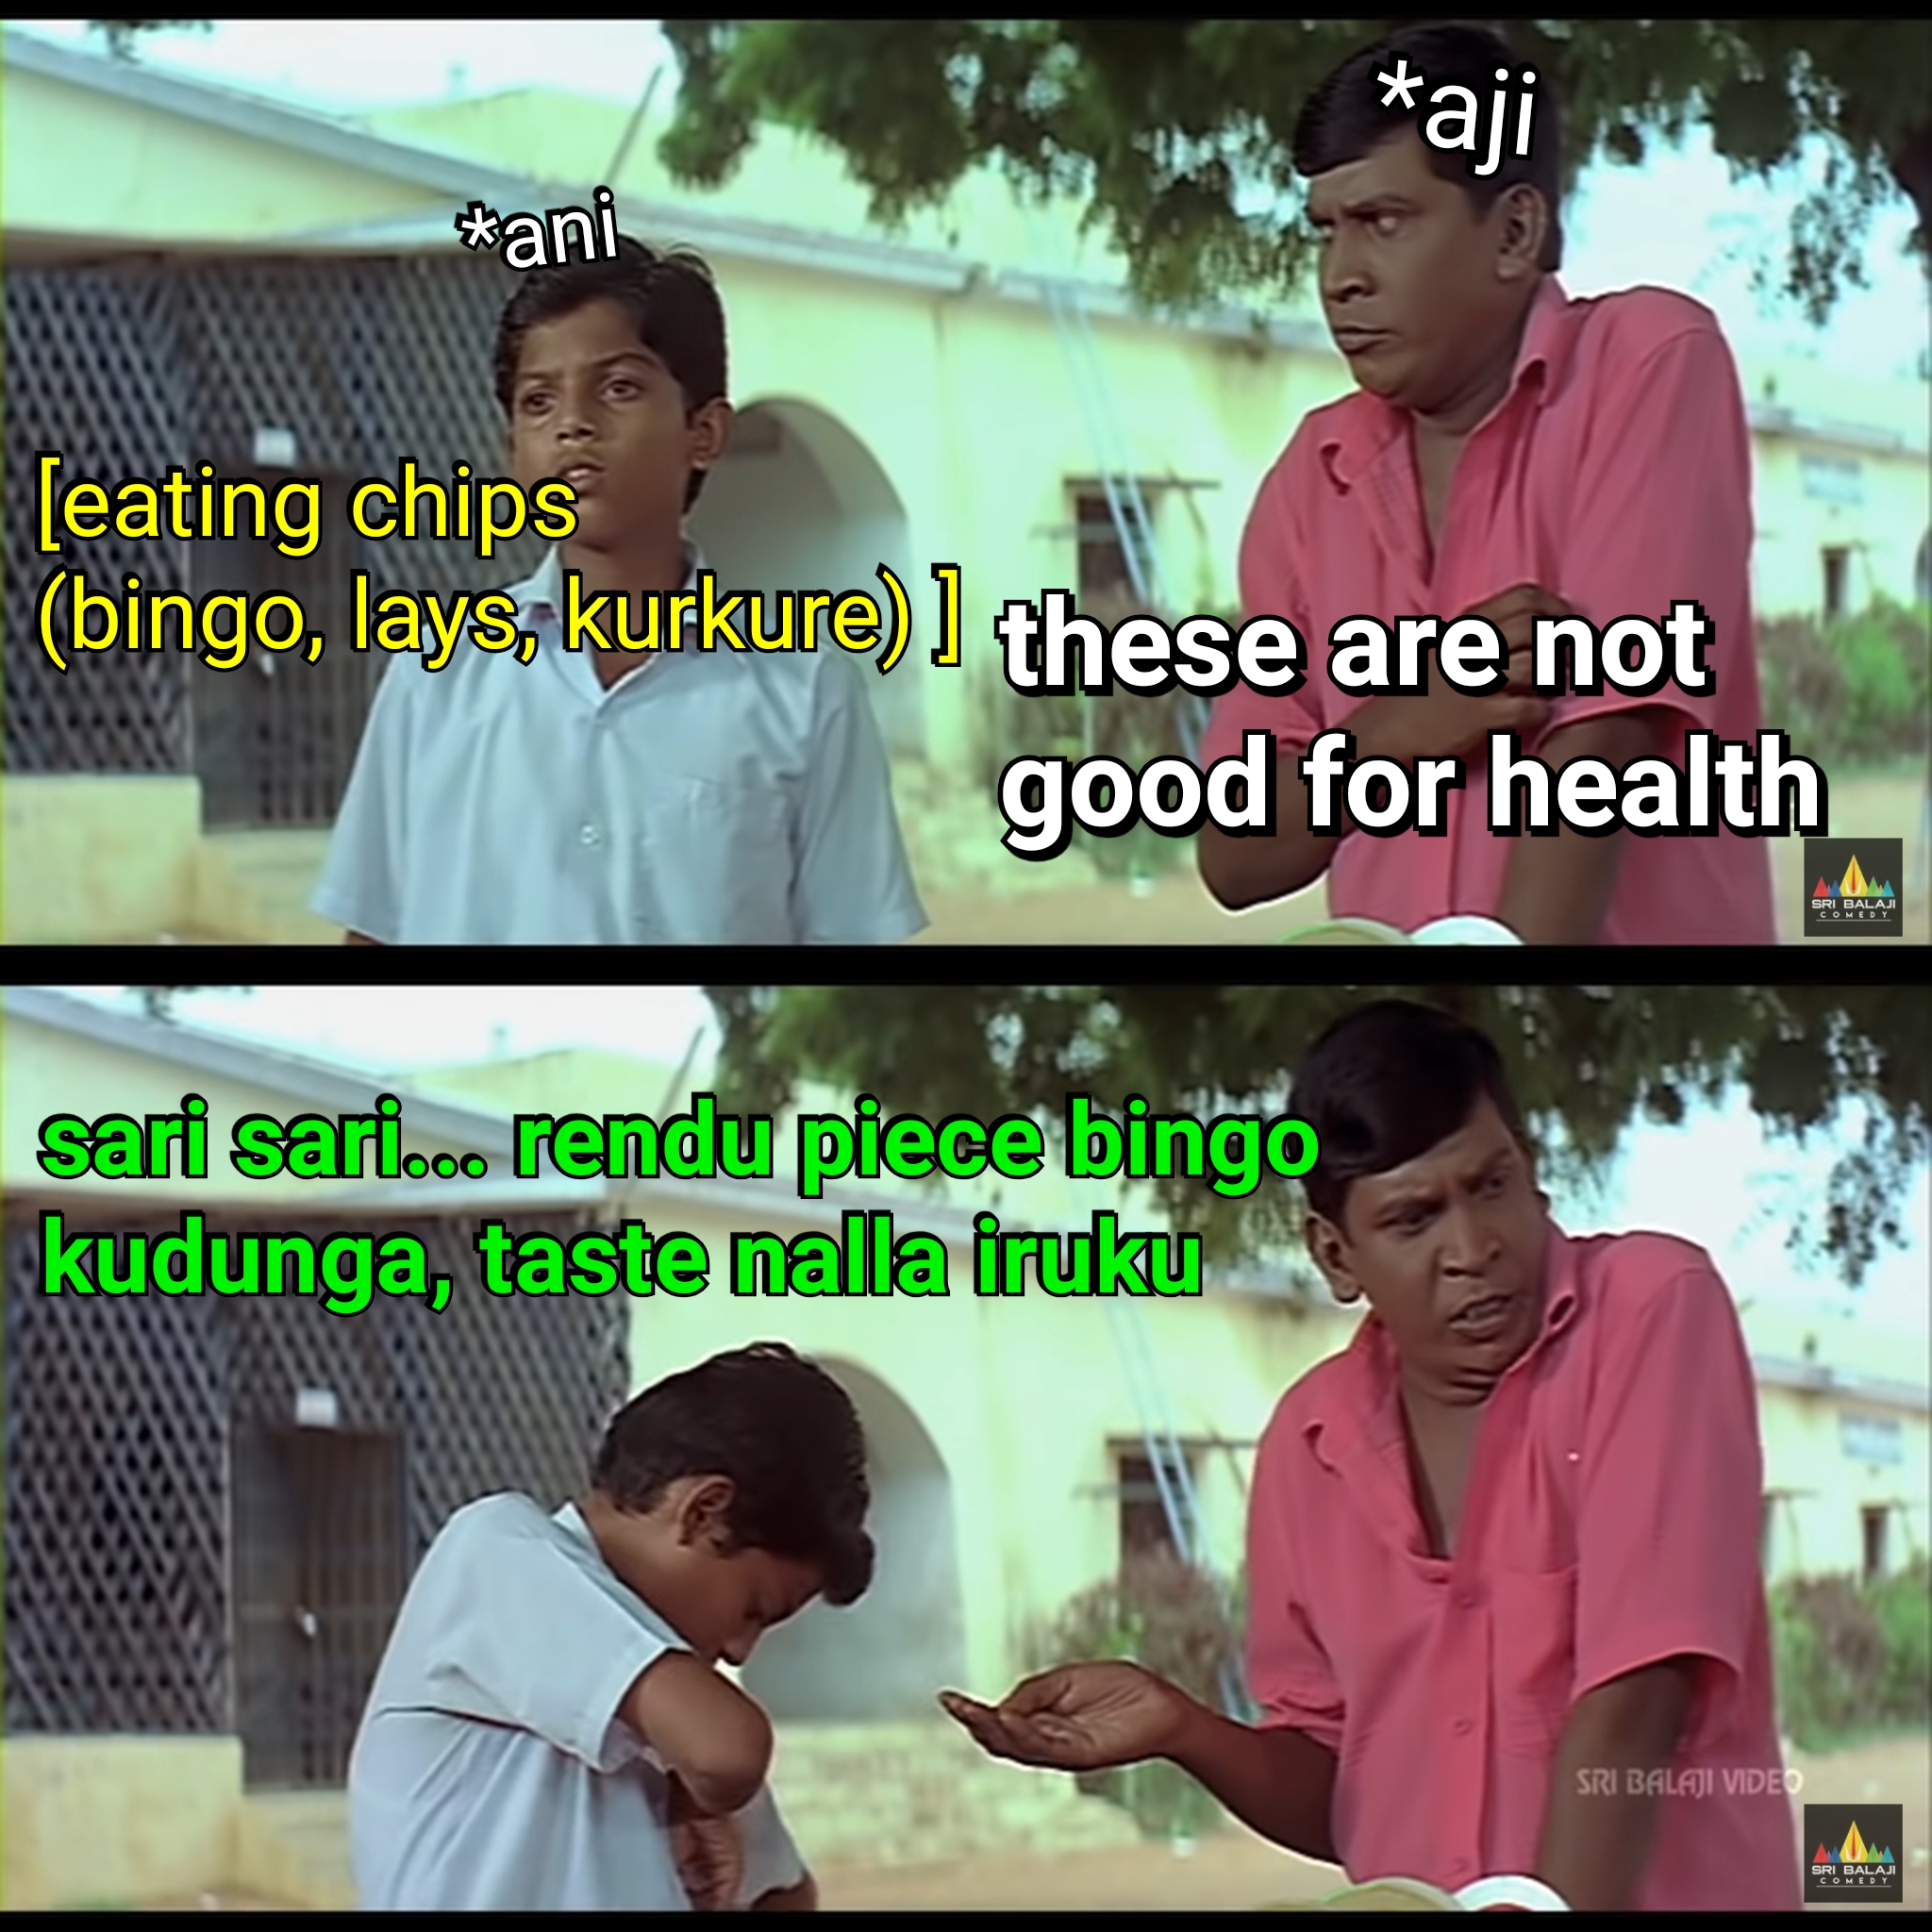 *aji
*ani
[eating chips
(bingo, lays, kurkure) ]
these are not
good for health
SRI BALAJI
COMEDY
sari sari... rendu piece bingo
kudunga, taste nalla iruku
SRI BALAJI VIDEO
SRI BALAJI
COMEDY